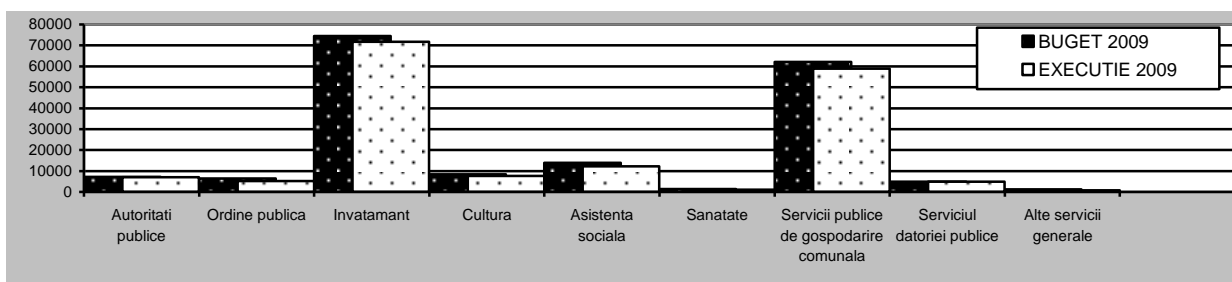 80000
70000
60000
50000
40000
30000
20000
10000
0
BUGET 2009
EXECUTIE 2009
Autoritati
publice
Ordine publica
Invatamant
Cultura
Asistenta
sociala
Sanatate
Servicii publice
de gospodarire
comunala
Serviciul
datoriei publice
Alte servicii
generale